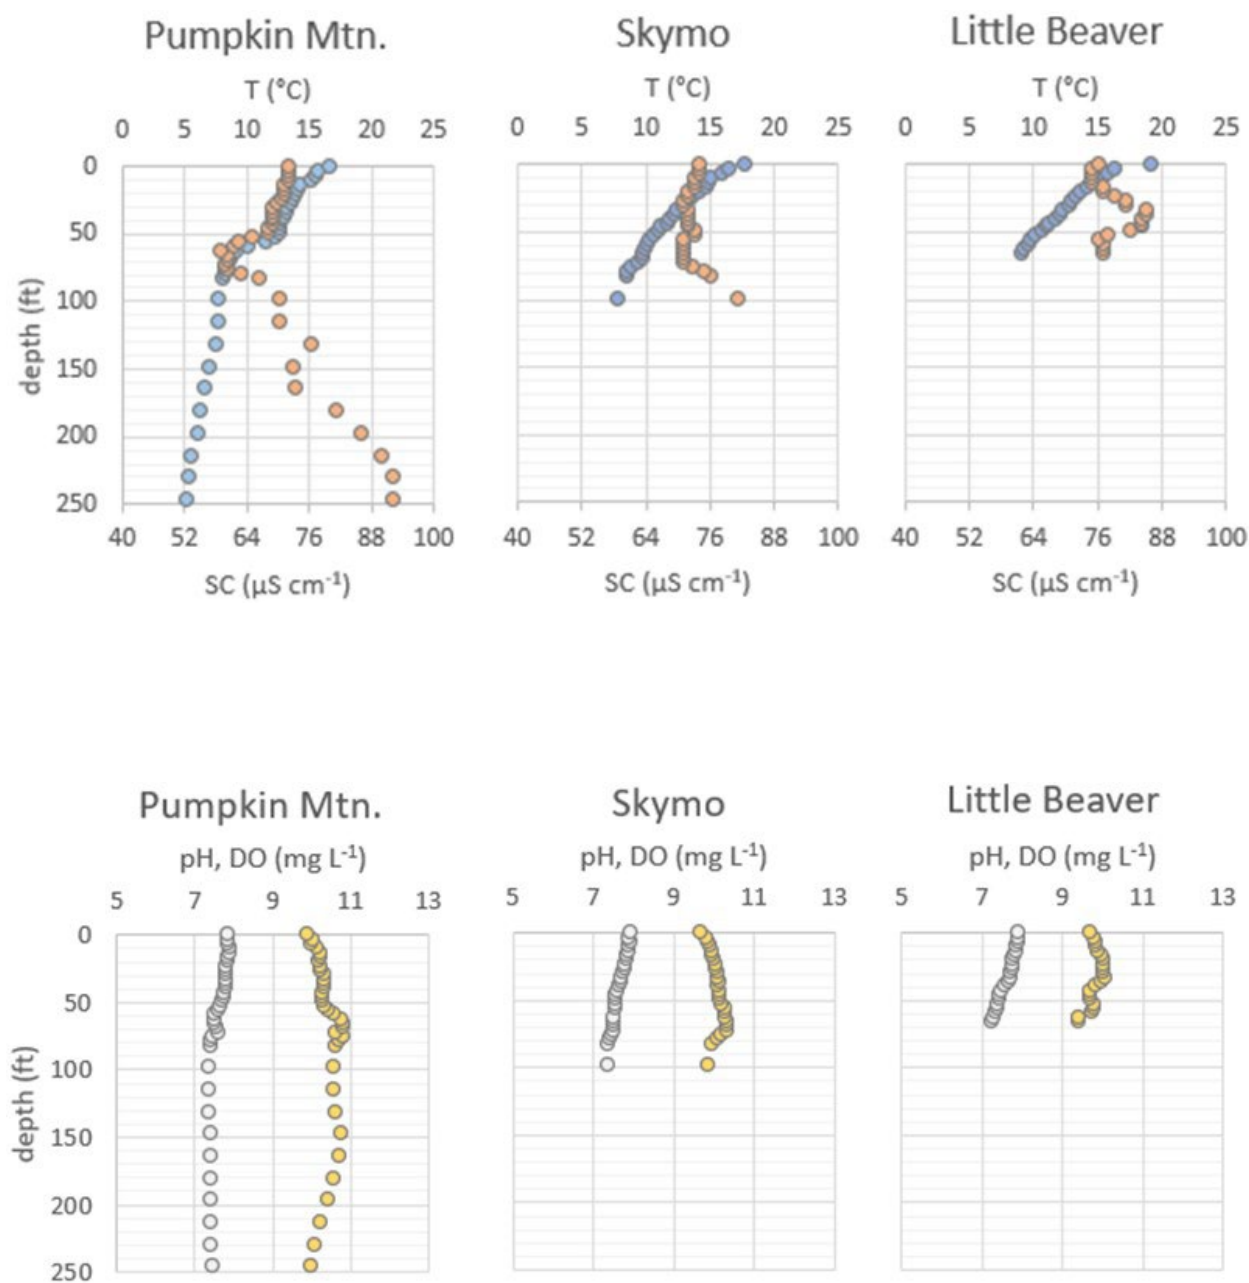 Pumpkin Mtn. Skymo Little Beaver
T (°C) T (°C) T (°C)
0 5 10 15 20 25 0 5 10 15 20 25 0 5 10 15 20 25
0
50
100
150
200
250
depth (ft)
40 52 64 76 88 100 40 52 64 76 88 100 40 52 64 76 88 100
SC (µS cm⁻¹) SC (µS cm⁻¹) SC (µS cm⁻¹)
Pumpkin Mtn. Skymo Little Beaver
pH, DO (mg L⁻¹) pH, DO (mg L⁻¹) pH, DO (mg L⁻¹)
5 7 9 11 13 5 7 9 11 13 5 7 9 11 13
0
50
100
150
200
250
depth (ft)